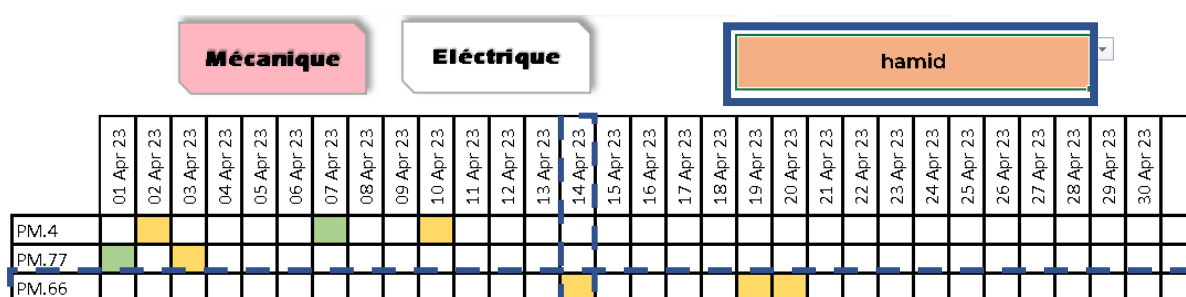 Mécanique
Eléctrique
hamid
01 Apr 23
02 Apr 23
03 Apr 23
04 Apr 23
05 Apr 23
06 Apr 23
07 Apr 23
08 Apr 23
09 Apr 23
10 Apr 23
11 Apr 23
12 Apr 23
13 Apr 23
14 Apr 23
15 Apr 23
16 Apr 23
17 Apr 23
18 Apr 23
19 Apr 23
20 Apr 23
21 Apr 23
22 Apr 23
23 Apr 23
24 Apr 23
25 Apr 23
26 Apr 23
27 Apr 23
28 Apr 23
29 Apr 23
30 Apr 23
PM.4
PM.77
PM.66